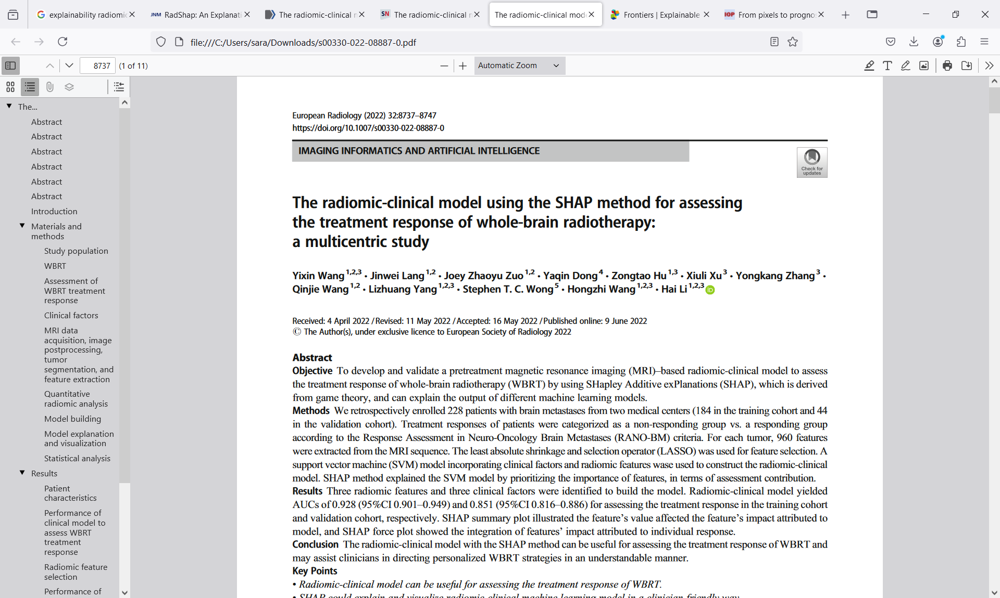 explainability radiomic
JNM RadShap: An Explanati
The radiomic-clinical r
SN The radiomic-clinical r
The radiomic-clinical mod
Frontiers | Explainable
IOP From pixels to progno
file:///C:/Users/sara/Downloads/s00330-022-08887-0.pdf
8737 (1 of 11)
Automatic Zoom
The...
Abstract
Abstract
Abstract
Abstract
Abstract
Abstract
Introduction
Materials and
methods
Study population
WBRT
Assessment of
WBRT treatment
response
Clinical factors
MRI data
acquisition, image
postprocessing,
tumor
segmentation, and
feature extraction
Quantitative
radiomic analysis
Model building
Model explanation
and visualization
Statistical analysis
Results
Patient
characteristics
Performance of
clinical model to
assess WBRT
treatment
response
Radiomic feature
selection
Performance of
European Radiology (2022) 32:8737–8747
https://doi.org/10.1007/s00330-022-08887-0
IMAGING INFORMATICS AND ARTIFICIAL INTELLIGENCE
Check for
updates
The radiomic-clinical model using the SHAP method for assessing
the treatment response of whole-brain radiotherapy:
a multicentric study
Yixin Wang 1,2,3 • Jinwei Lang 1,2 • Joey Zhaoyu Zuo 1,2 • Yaqin Dong 4 • Zongtao Hu 1,3 • Xiuli Xu 3 • Yongkang Zhang 3 •
Qinjie Wang 1,2 • Lizhuang Yang 1,2,3 • Stephen T. C. Wong 5 • Hongzhi Wang 1,2,3 • Hai Li 1,2,3 iD
Received: 4 April 2022 / Revised: 11 May 2022 / Accepted: 16 May 2022 / Published online: 9 June 2022
© The Author(s), under exclusive licence to European Society of Radiology 2022
Abstract
Objective To develop and validate a pretreatment magnetic resonance imaging (MRI)–based radiomic-clinical model to assess
the treatment response of whole-brain radiotherapy (WBRT) by using SHapley Additive exPlanations (SHAP), which is derived
from game theory, and can explain the output of different machine learning models.
Methods We retrospectively enrolled 228 patients with brain metastases from two medical centers (184 in the training cohort and 44
in the validation cohort). Treatment responses of patients were categorized as a non-responding group vs. a responding group
according to the Response Assessment in Neuro-Oncology Brain Metastases (RANO-BM) criteria. For each tumor, 960 features
were extracted from the MRI sequence. The least absolute shrinkage and selection operator (LASSO) was used for feature selection. A
support vector machine (SVM) model incorporating clinical factors and radiomic features wase used to construct the radiomic-clinical
model. SHAP method explained the SVM model by prioritizing the importance of features, in terms of assessment contribution.
Results Three radiomic features and three clinical factors were identified to build the model. Radiomic-clinical model yielded
AUCs of 0.928 (95%CI 0.901–0.949) and 0.851 (95%CI 0.816–0.886) for assessing the treatment response in the training cohort
and validation cohort, respectively. SHAP summary plot illustrated the feature’s value affected the feature’s impact attributed to
model, and SHAP force plot showed the integration of features’ impact attributed to individual response.
Conclusion The radiomic-clinical model with the SHAP method can be useful for assessing the treatment response of WBRT and
may assist clinicians in directing personalized WBRT strategies in an understandable manner.
Key Points
• Radiomic-clinical model can be useful for assessing the treatment response of WBRT.
• SHAP could explain and visualize radiomic-clinical machine learning model in a clinician-friendly way.